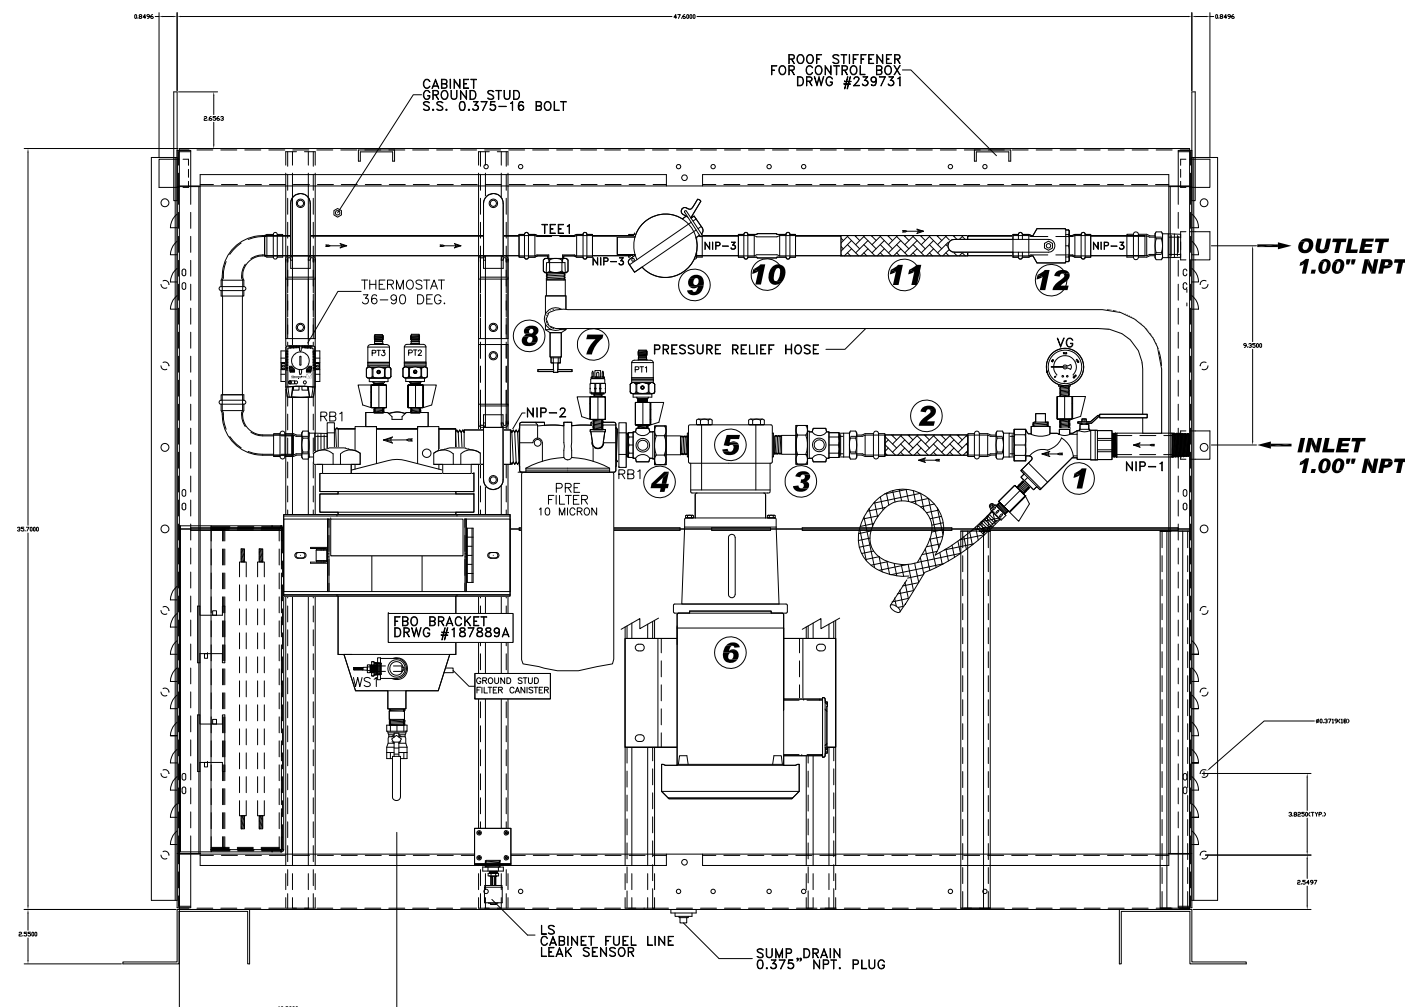 0.8496
47.6000
0.8496
ROOF STIFFENER
FOR CONTROL BOX
DRWG #239731
CABINET
GROUND STUD
S.S. 0.375-16 BOLT
2.6563
TEE1
NIP-3
NIP-3
NIP-3
OUTLET
1.00" NPT
9
10
11
12
THERMOSTAT
36-90 DEG.
8
7
PRESSURE RELIEF HOSE
VG
9.3500
PT3
PT2
PT1
RB1
NIP-2
2
5
INLET
1.00" NPT
RB1
4
3
1
NIP-1
PRE
FILTER
10 MICRON
35.7000
FBO BRACKET
DRWG #187889A
6
WS1
GROUND STUD
FILTER CANISTER
3.8250(TYP.)
2.5497
2.5500
LS
CABINET FUEL LINE
LEAK SENSOR
SUMP DRAIN
0.375" NPT. PLUG